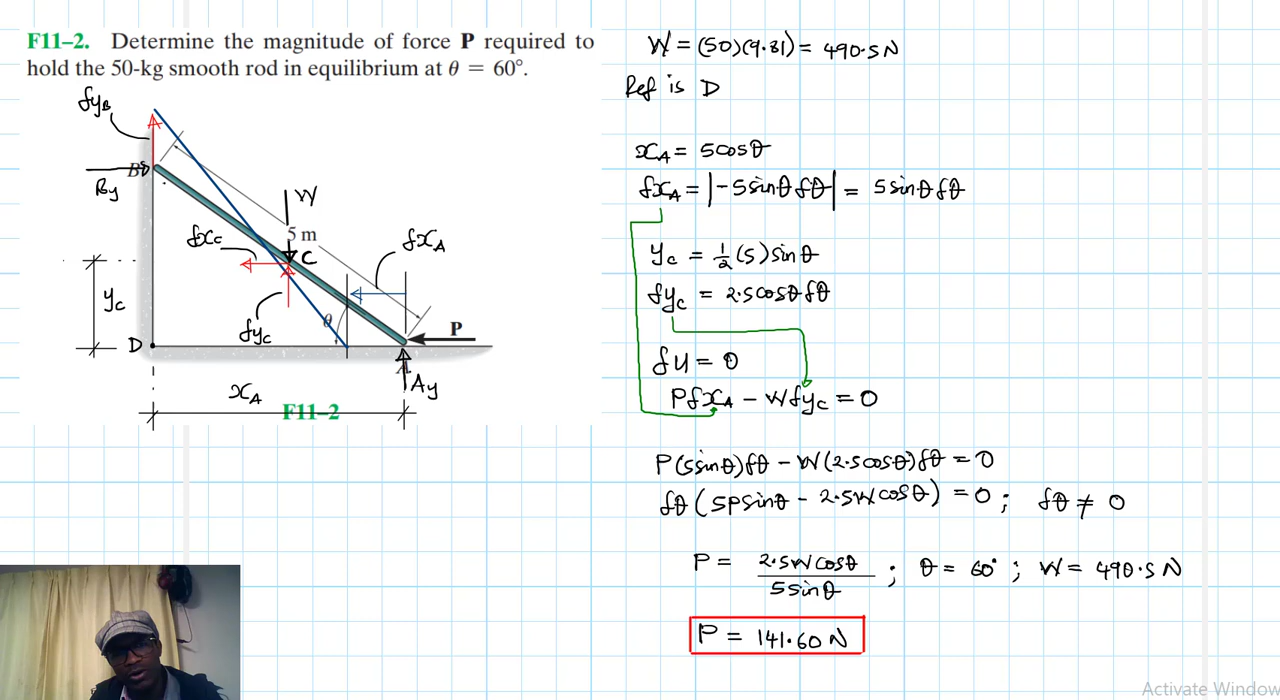 F11–2. Determine the magnitude of force P required to
hold the 50-kg smooth rod in equilibrium at θ = 60°.
δy_B
B
By
W
5 m
δx_C
C
δx_A
y_C
δy_C
θ
P
D
A
Ay
x_A
F11–2
W = (50)(9.81) = 490.5 N
Ref is D
x_A = 5cosθ
δx_A = |-5sinθ δθ| = 5sinθ δθ
y_C = 1/2 (5) sinθ
δy_C = 2.5cosθ δθ
δU = 0
Pδx_A - Wδy_C = 0
P(5sinθ)δθ - W(2.5cosθ)δθ = 0
δθ(5Psinθ - 2.5Wcosθ) = 0 ; δθ ≠ 0
P = 2.5Wcosθ / 5sinθ ; θ = 60° ; W = 490.5 N
P = 141.60 N
Activate Window